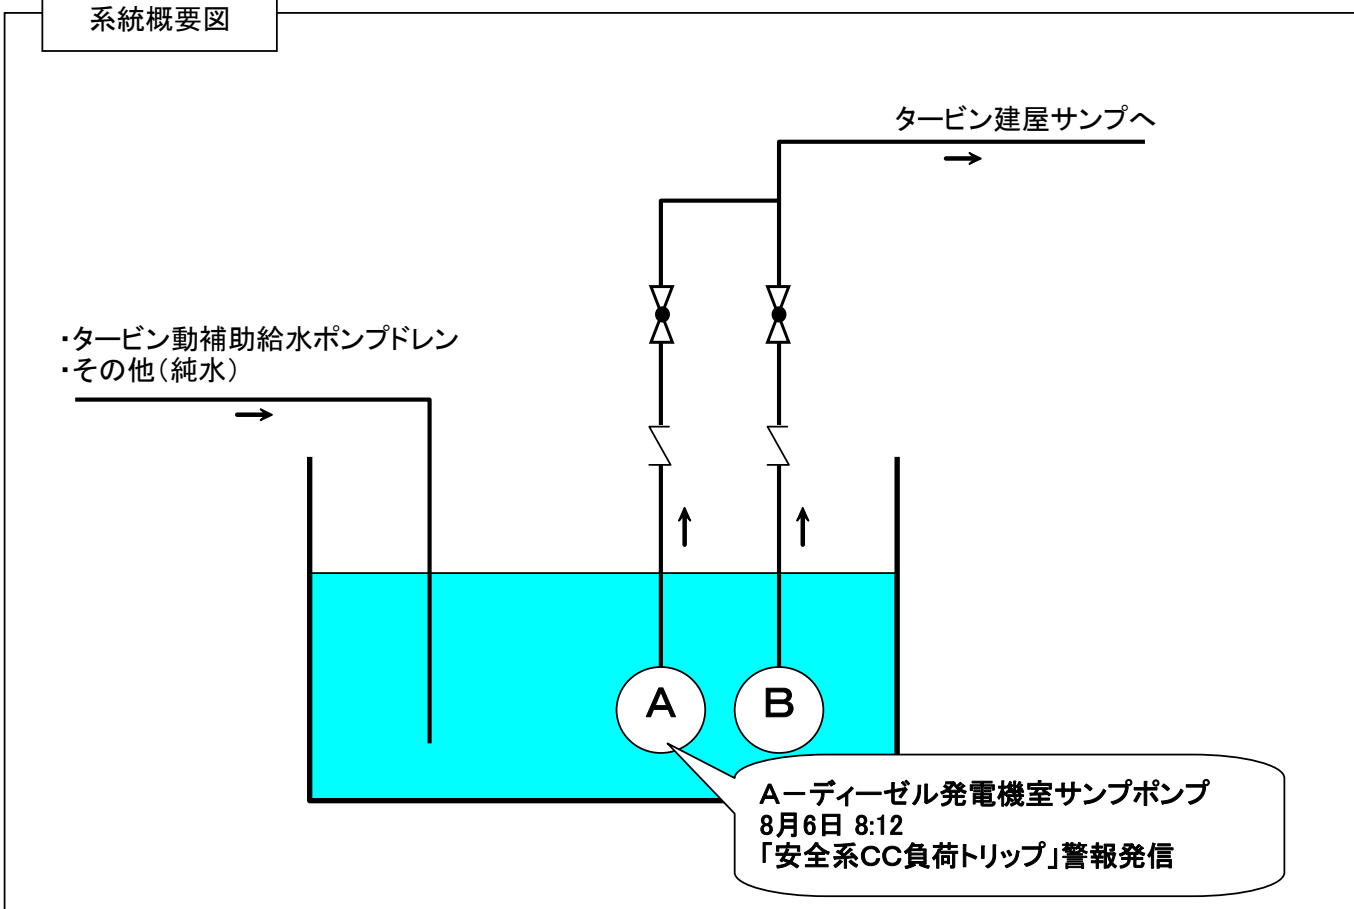 系統概要図
タービン建屋サンプへ
・タービン動補助給水ポンプドレン
・その他(純水)
A
B
A-ディーゼル発電機室サンプポンプ
8月6日 8:12
「安全系CC負荷トリップ」警報発信